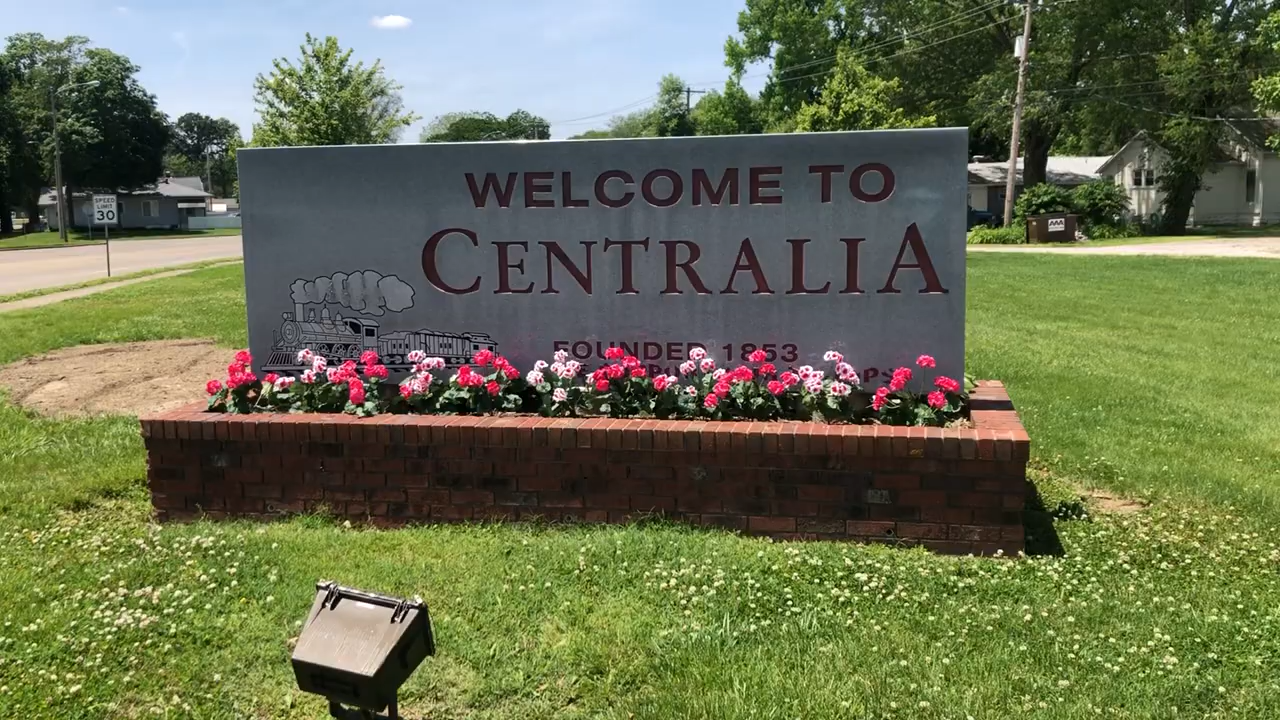 WELCOME TO
CENTRALIA
FOUNDED 1853
SPEED
LIMIT
30